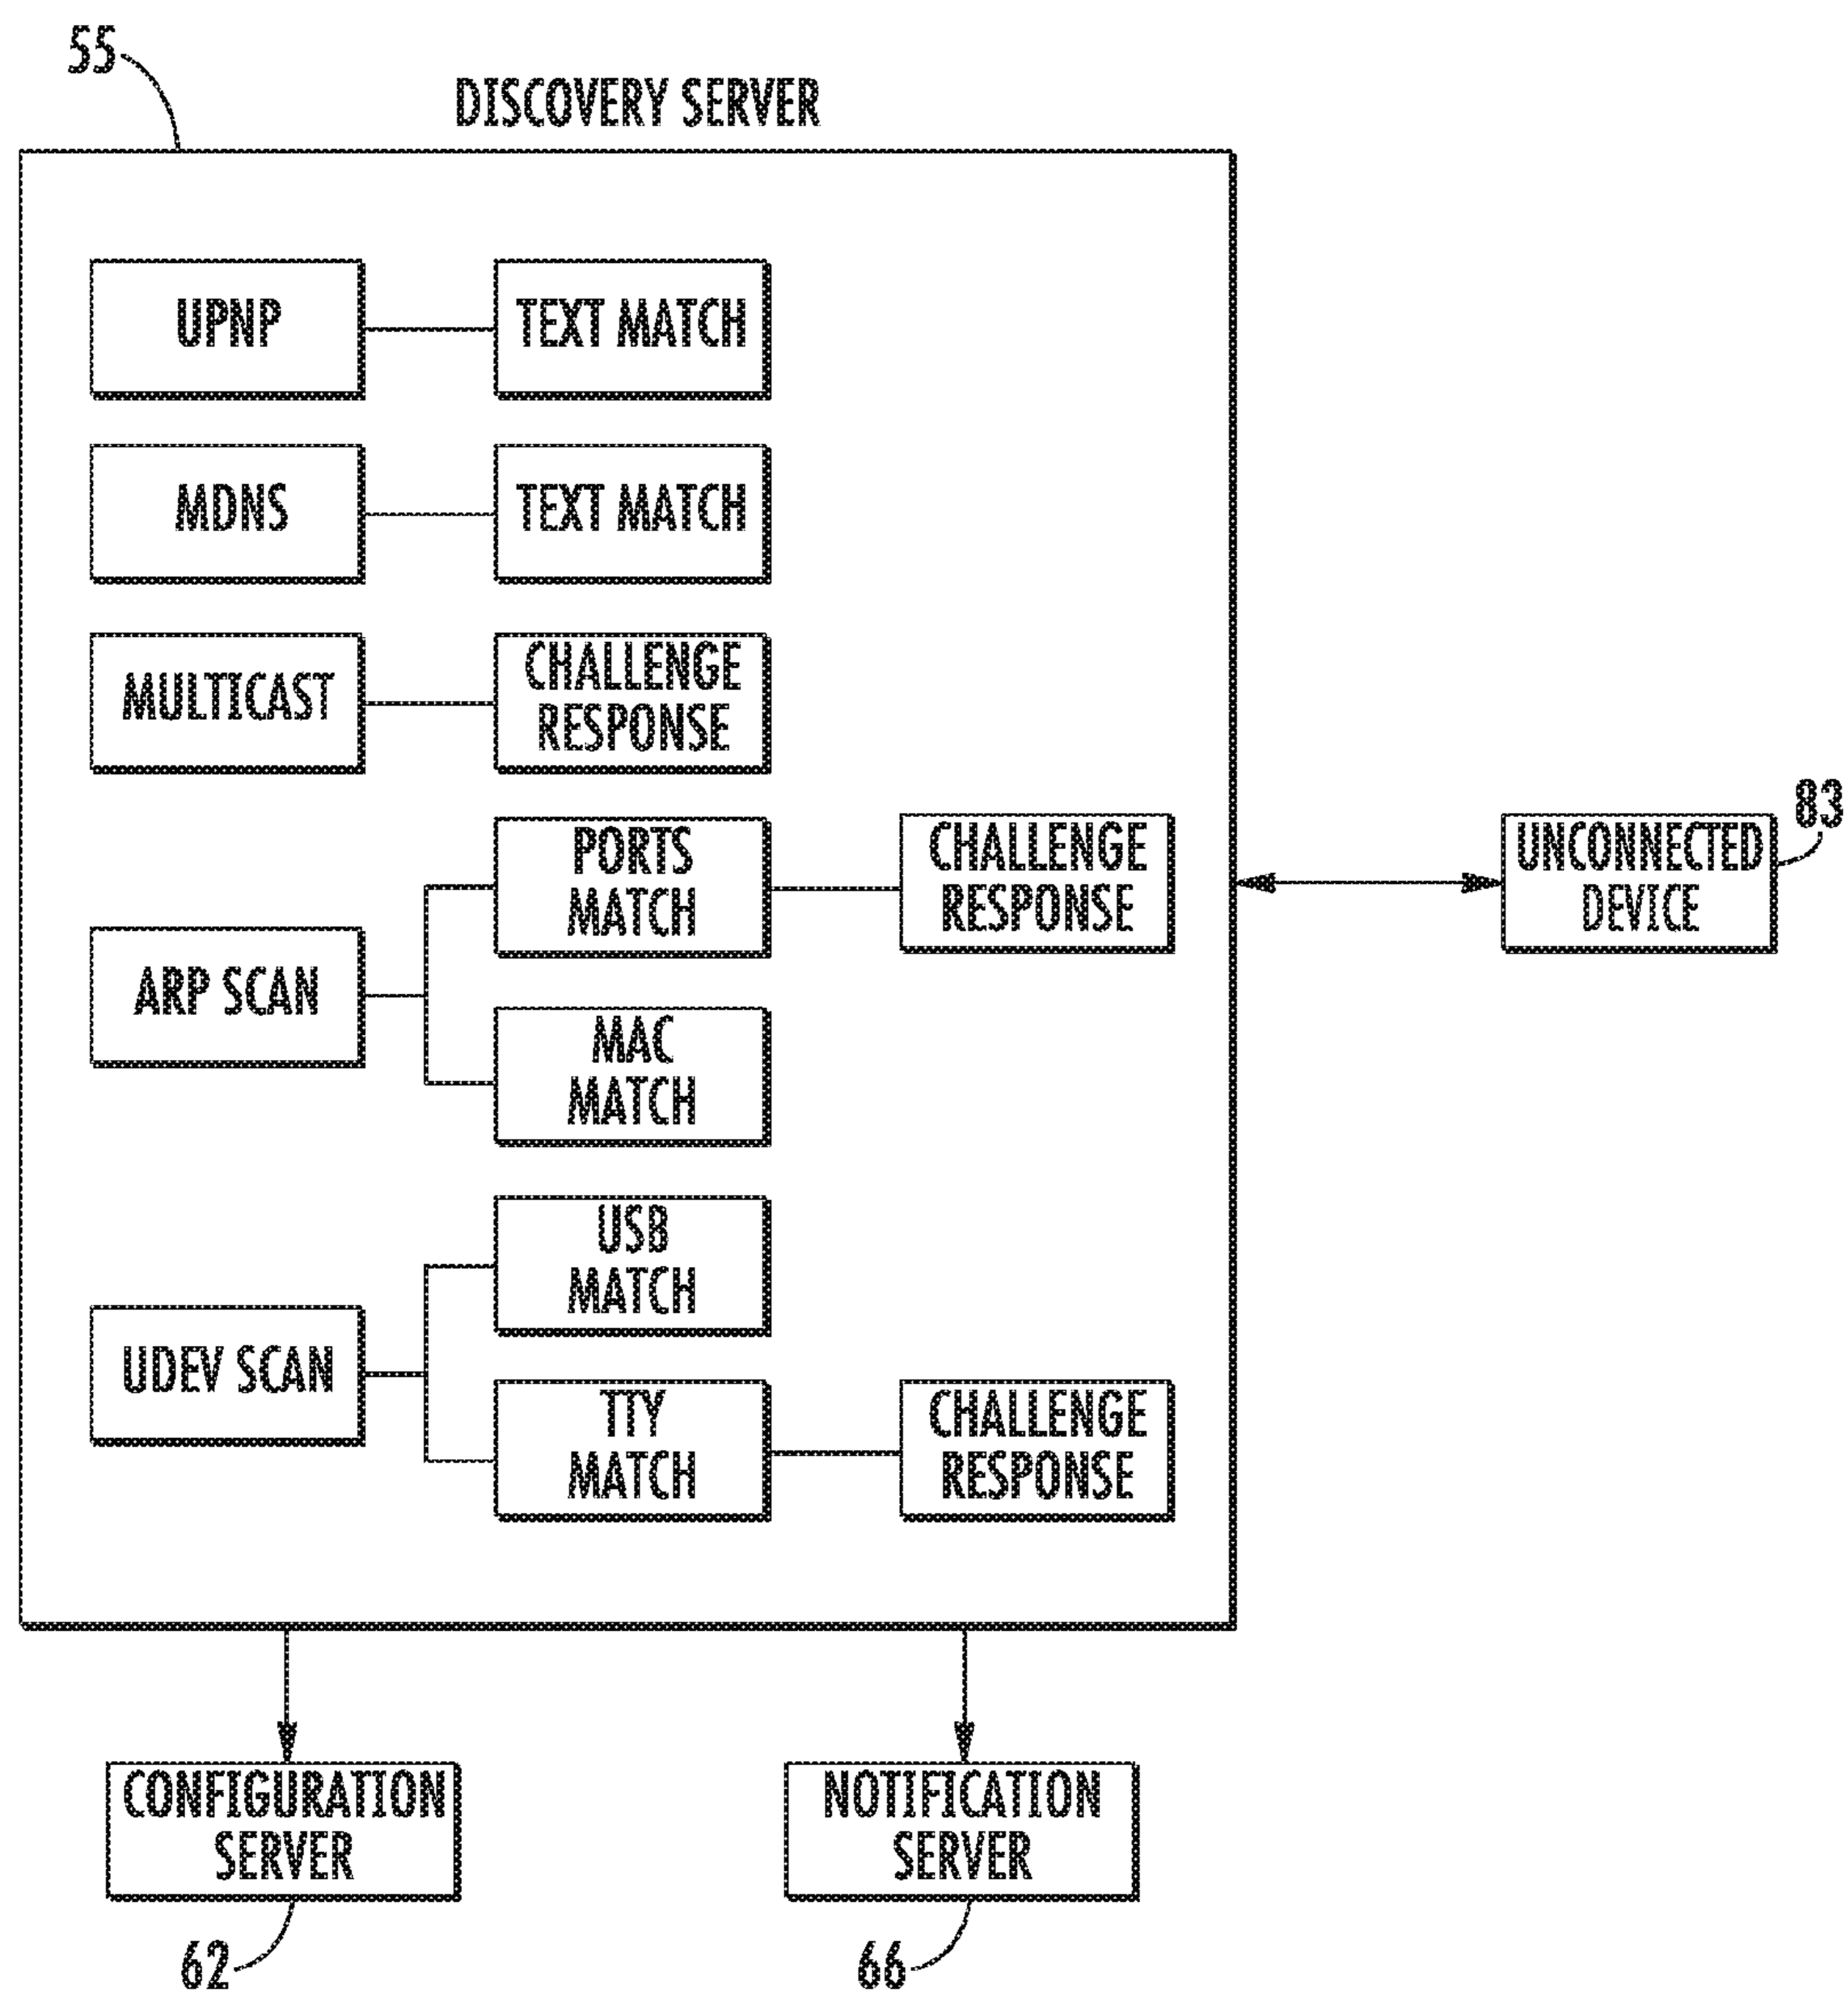 55
DISCOVERY SERVER
UPNP
TEXT MATCH
MDNS
TEXT MATCH
MULTICAST
CHALLENGE
RESPONSE
ARP SCAN
PORTS
MATCH
CHALLENGE
RESPONSE
MAC
MATCH
UDEV SCAN
USB
MATCH
TTY
MATCH
CHALLENGE
RESPONSE
UNCONNECTED
DEVICE
83
CONFIGURATION
SERVER
62
NOTIFICATION
SERVER
66